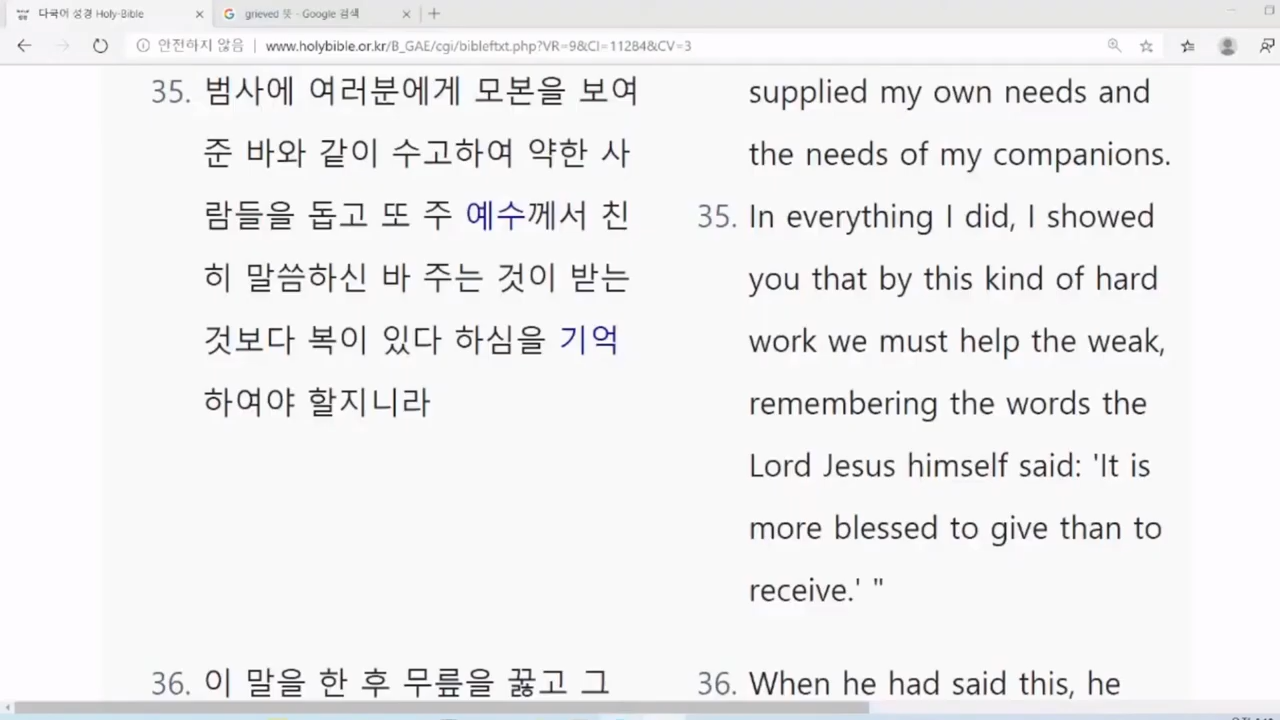 다국어 성경 Holy-Bible
grieved 뜻 - Google 검색
안전하지 않음 | www.holybible.or.kr/B_GAE/cgi/bibleftxt.php?VR=9&CI=11284&CV=3
35. 범사에 여러분에게 모본을 보여
준 바와 같이 수고하여 약한 사
람들을 돕고 또 주 예수께서 친
히 말씀하신 바 주는 것이 받는
것보다 복이 있다 하심을 기억
하여야 할지니라
36. 이 말을 한 후 무릎을 꿇고 그
supplied my own needs and
the needs of my companions.
35. In everything I did, I showed
you that by this kind of hard
work we must help the weak,
remembering the words the
Lord Jesus himself said: 'It is
more blessed to give than to
receive.' "
36. When he had said this, he